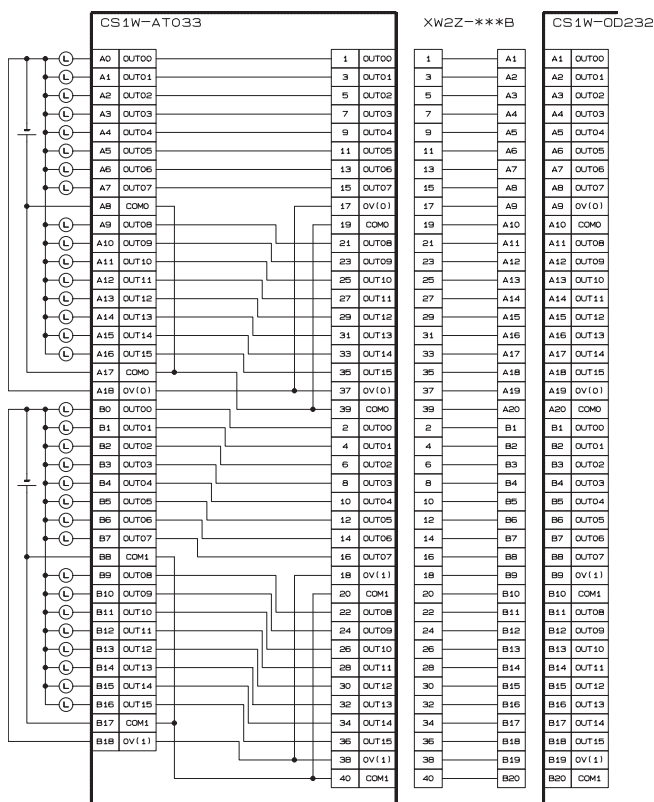 CS1W-AT033 XW2Z-***B CS1W-OD232
L A0 OUT00 1 OUT00 1 A1 A1 OUT00
L A1 OUT01 3 OUT01 3 A2 A2 OUT01
L A2 OUT02 5 OUT02 5 A3 A3 OUT02
L A3 OUT03 7 OUT03 7 A4 A4 OUT03
L A4 OUT04 9 OUT04 9 A5 A5 OUT04
L A5 OUT05 11 OUT05 11 A6 A6 OUT05
L A6 OUT06 13 OUT06 13 A7 A7 OUT06
L A7 OUT07 15 OUT07 15 A8 A8 OUT07
A8 COM0 17 0V(0) 17 A9 A9 0V(0)
L A9 OUT08 19 COM0 19 A10 A10 COM0
L A10 OUT09 21 OUT08 21 A11 A11 OUT08
L A11 OUT10 23 OUT09 23 A12 A12 OUT09
L A12 OUT11 25 OUT10 25 A13 A13 OUT10
L A13 OUT12 27 OUT11 27 A14 A14 OUT11
L A14 OUT13 29 OUT12 29 A15 A15 OUT12
L A15 OUT14 31 OUT13 31 A16 A16 OUT13
L A16 OUT15 33 OUT14 33 A17 A17 OUT14
A17 COM0 35 OUT15 35 A18 A18 OUT15
A18 0V(0) 37 0V(0) 37 A19 A19 0V(0)
L B0 OUT00 39 COM0 39 A20 A20 COM0
L B1 OUT01 2 OUT00 2 B1 B1 OUT00
L B2 OUT02 4 OUT01 4 B2 B2 OUT01
L B3 OUT03 6 OUT02 6 B3 B3 OUT02
L B4 OUT04 8 OUT03 8 B4 B4 OUT03
L B5 OUT05 10 OUT04 10 B5 B5 OUT04
L B6 OUT06 12 OUT05 12 B6 B6 OUT05
L B7 OUT07 14 OUT06 14 B7 B7 OUT06
B8 COM1 16 OUT07 16 B8 B8 OUT07
L B9 OUT08 18 0V(1) 18 B9 B9 0V(1)
L B10 OUT09 20 COM1 20 B10 B10 COM1
L B11 OUT10 22 OUT08 22 B11 B11 OUT08
L B12 OUT11 24 OUT09 24 B12 B12 OUT09
L B13 OUT12 26 OUT10 26 B13 B13 OUT10
L B14 OUT13 28 OUT11 28 B14 B14 OUT11
L B15 OUT14 30 OUT12 30 B15 B15 OUT12
L B16 OUT15 32 OUT13 32 B16 B16 OUT13
B17 COM1 34 OUT14 34 B17 B17 OUT14
B18 0V(1) 36 OUT15 36 B18 B18 OUT15
38 0V(1) 38 B19 B19 0V(1)
40 COM1 40 B20 B20 COM1